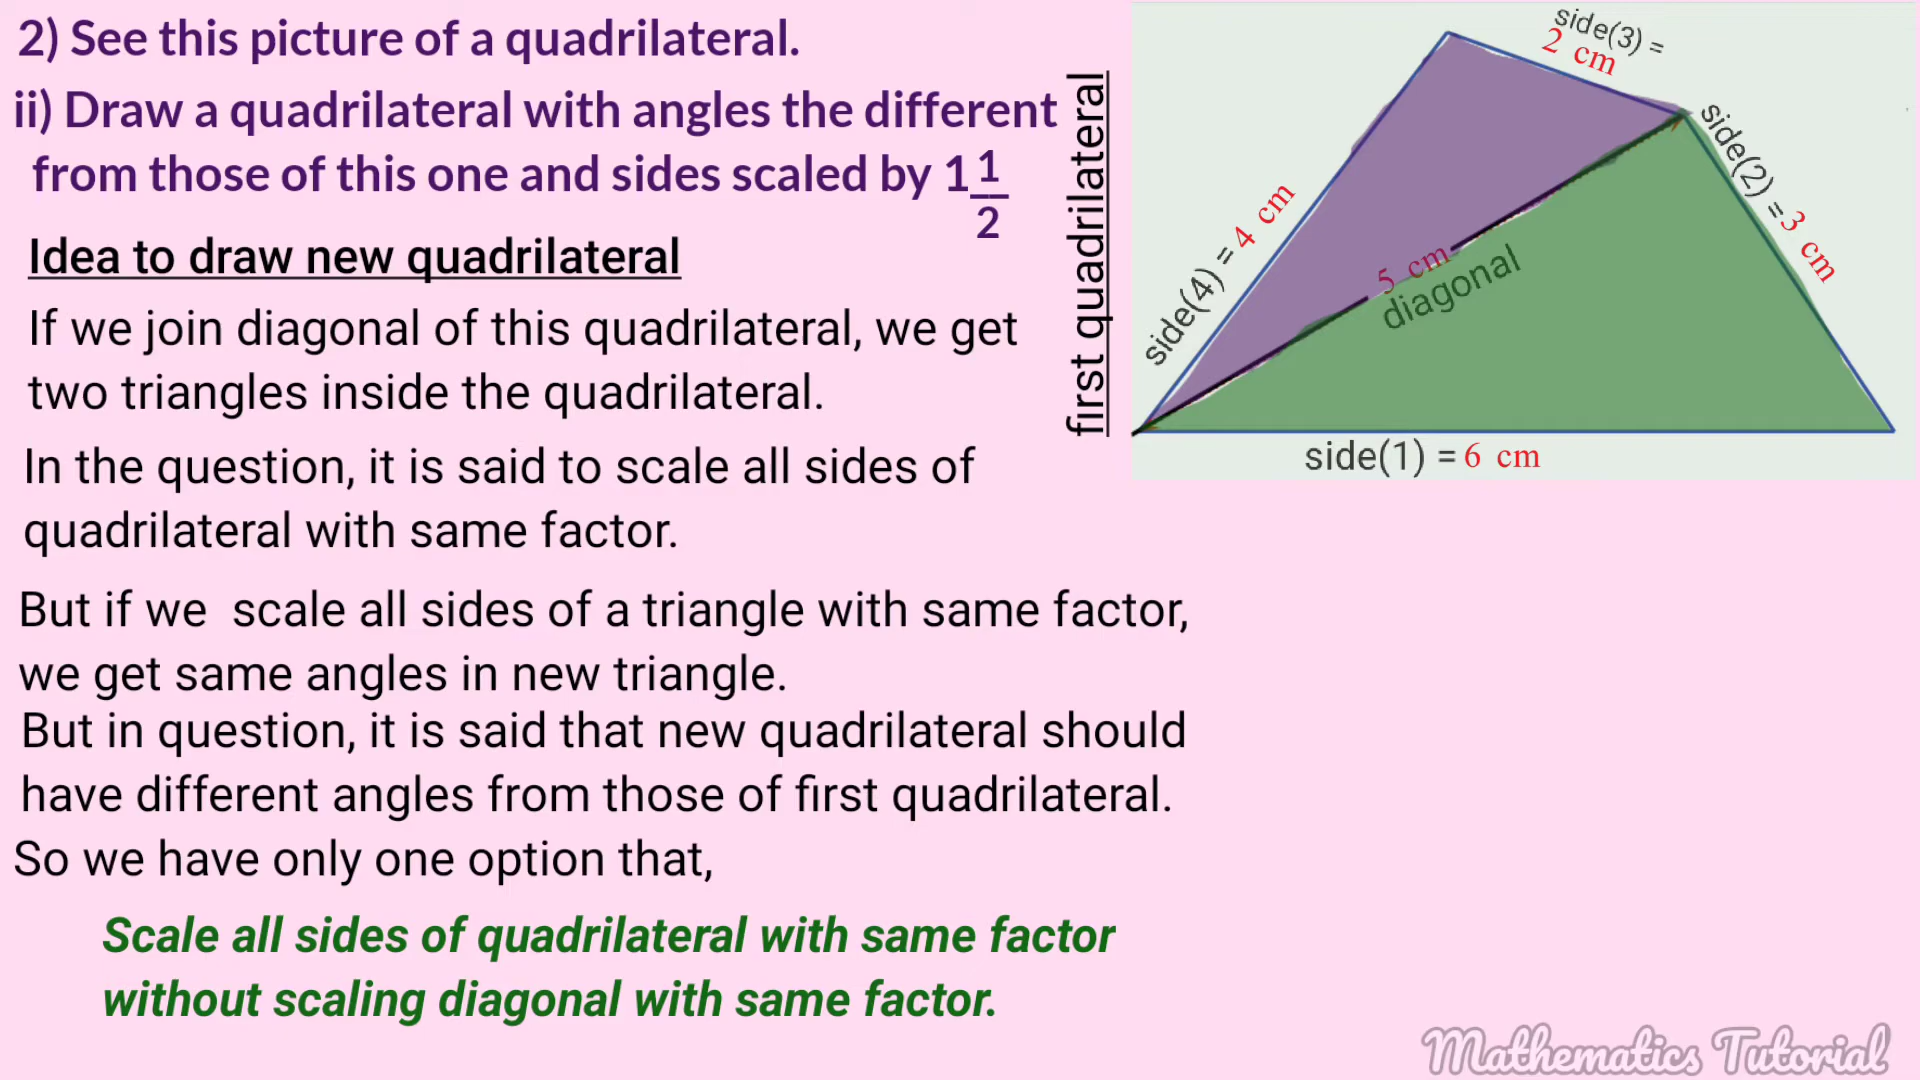 2) See this picture of a quadrilateral.
ii) Draw a quadrilateral with angles the different
from those of this one and sides scaled by 1 1/2
Idea to draw new quadrilateral
If we join diagonal of this quadrilateral, we get
two triangles inside the quadrilateral.
In the question, it is said to scale all sides of
quadrilateral with same factor.
But if we scale all sides of a triangle with same factor,
we get same angles in new triangle.
But in question, it is said that new quadrilateral should
have different angles from those of first quadrilateral.
So we have only one option that,
Scale all sides of quadrilateral with same factor
without scaling diagonal with same factor.
first quadrilateral
side(3) =
2 cm
side(2) = 3 cm
side(4) = 4 cm
5 cm
diagonal
side(1) = 6 cm
Mathematics Tutorial